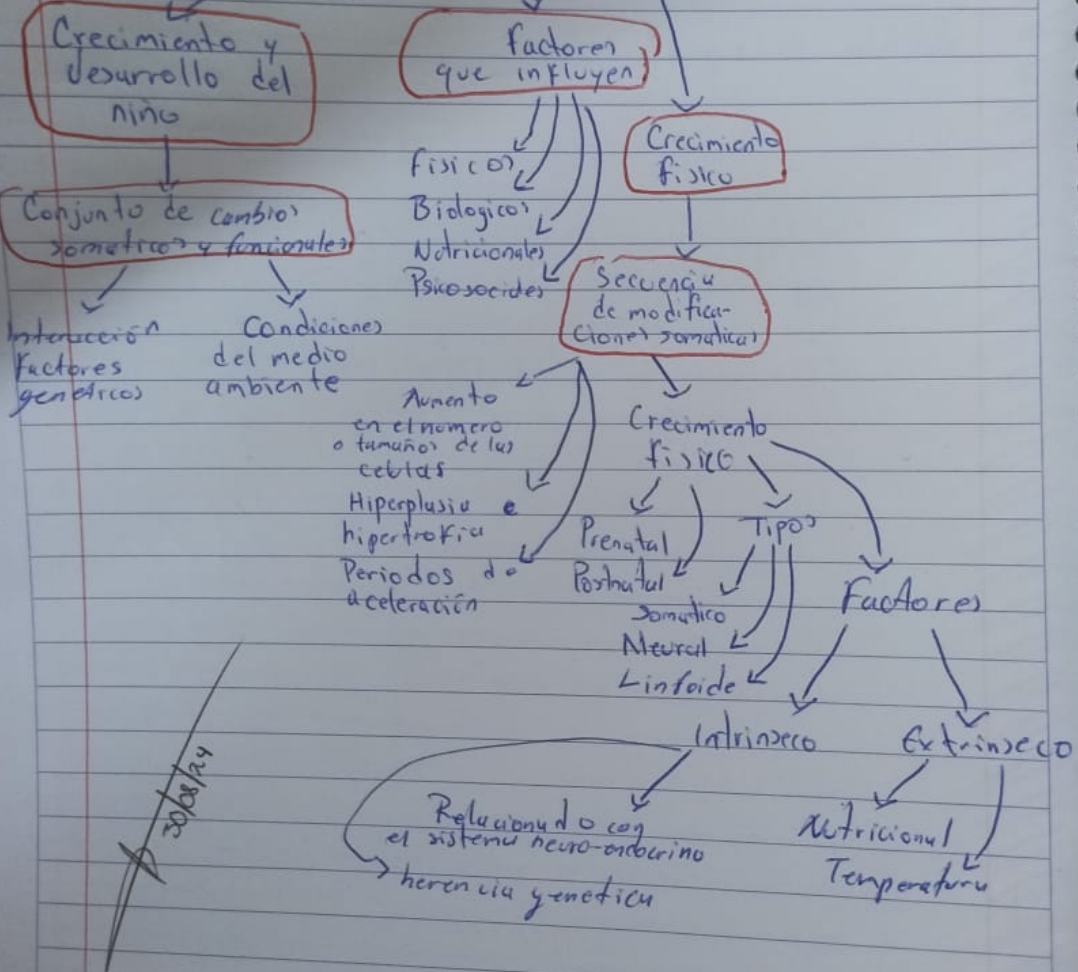 Crecimiento y
desarrollo del
niño
Conjunto de cambios
somaticos y funcionales
Interacción
Factores
geneticos
Condiciones
del medio
ambiente
Factores
que influyen
Fisicos
Biologicos
Nutricionales
Psicosociales
Crecimiento
fisico
Secuencia
de modifica-
ciones somaticas
Aumento
en el numero
o tamaños de las
celulas
Hiperplasia e
hipertrofia
Periodos de
aceleración
Crecimiento
fisico
Prenatal
Postnatal
Tipos
Somatico
Neural
Linfoide
Factores
Intrinseco
Extrinseco
Relacionado con
el sistema neuro-endocrino
herencia genetica
Nutricional
Temperatura
30/08/24